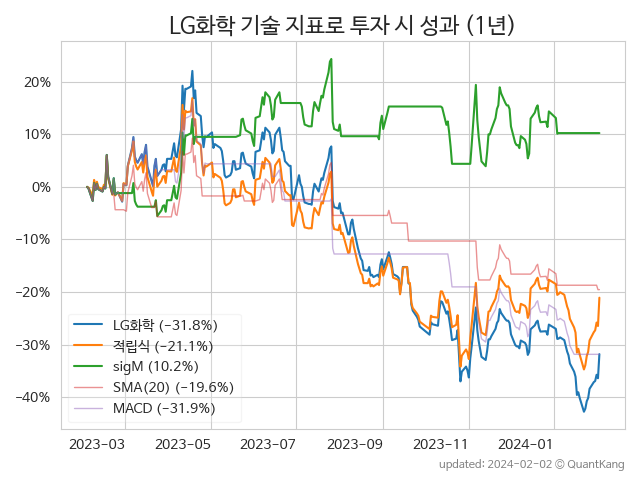 LG화학 기술 지표로 투자 시 성과 (1년)
20%
10%
0%
−10%
−20%
−30%
−40%
LG화학 (−31.8%)
적립식 (−21.1%)
sigM (10.2%)
SMA(20) (−19.6%)
MACD (−31.9%)
2023-03 2023-05 2023-07 2023-09 2023-11 2024-01
updated: 2024-02-02 © QuantKang